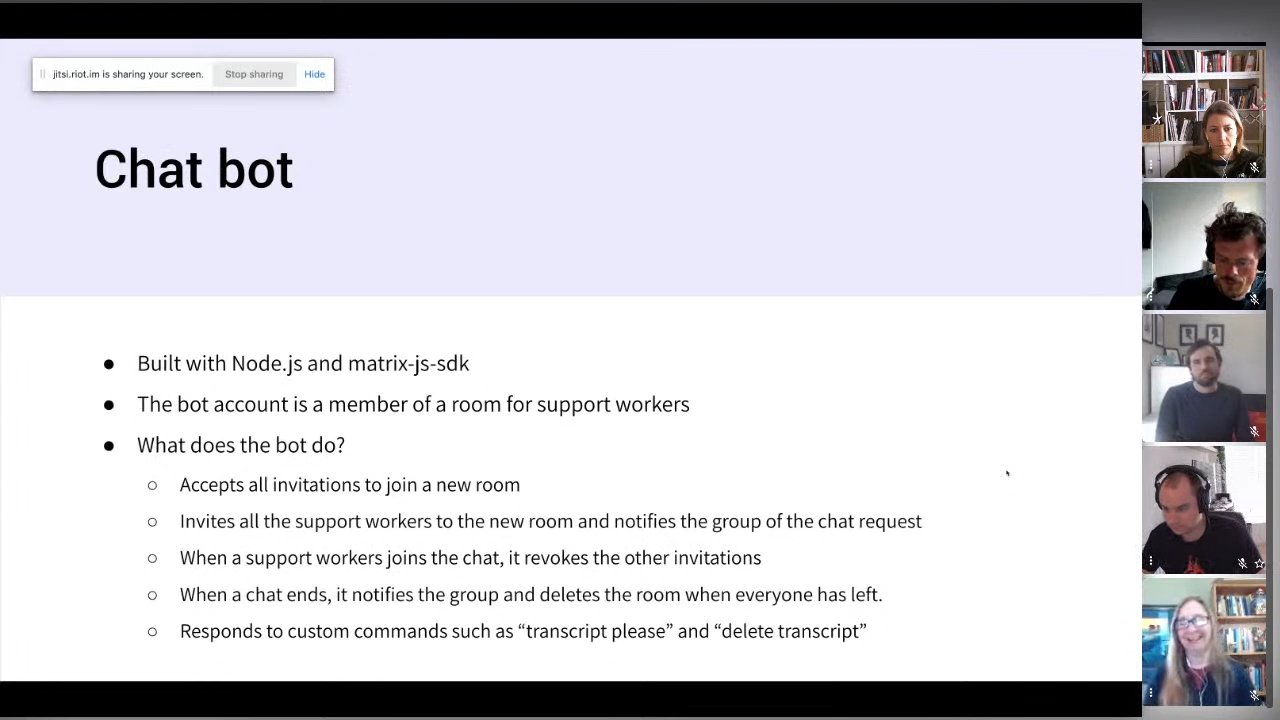 jitsi.riot.im is sharing your screen. Stop sharing Hide
Chat bot
● Built with Node.js and matrix-js-sdk
● The bot account is a member of a room for support workers
● What does the bot do?
○ Accepts all invitations to join a new room
○ Invites all the support workers to the new room and notifies the group of the chat request
○ When a support workers joins the chat, it revokes the other invitations
○ When a chat ends, it notifies the group and deletes the room when everyone has left.
○ Responds to custom commands such as “transcript please” and “delete transcript”